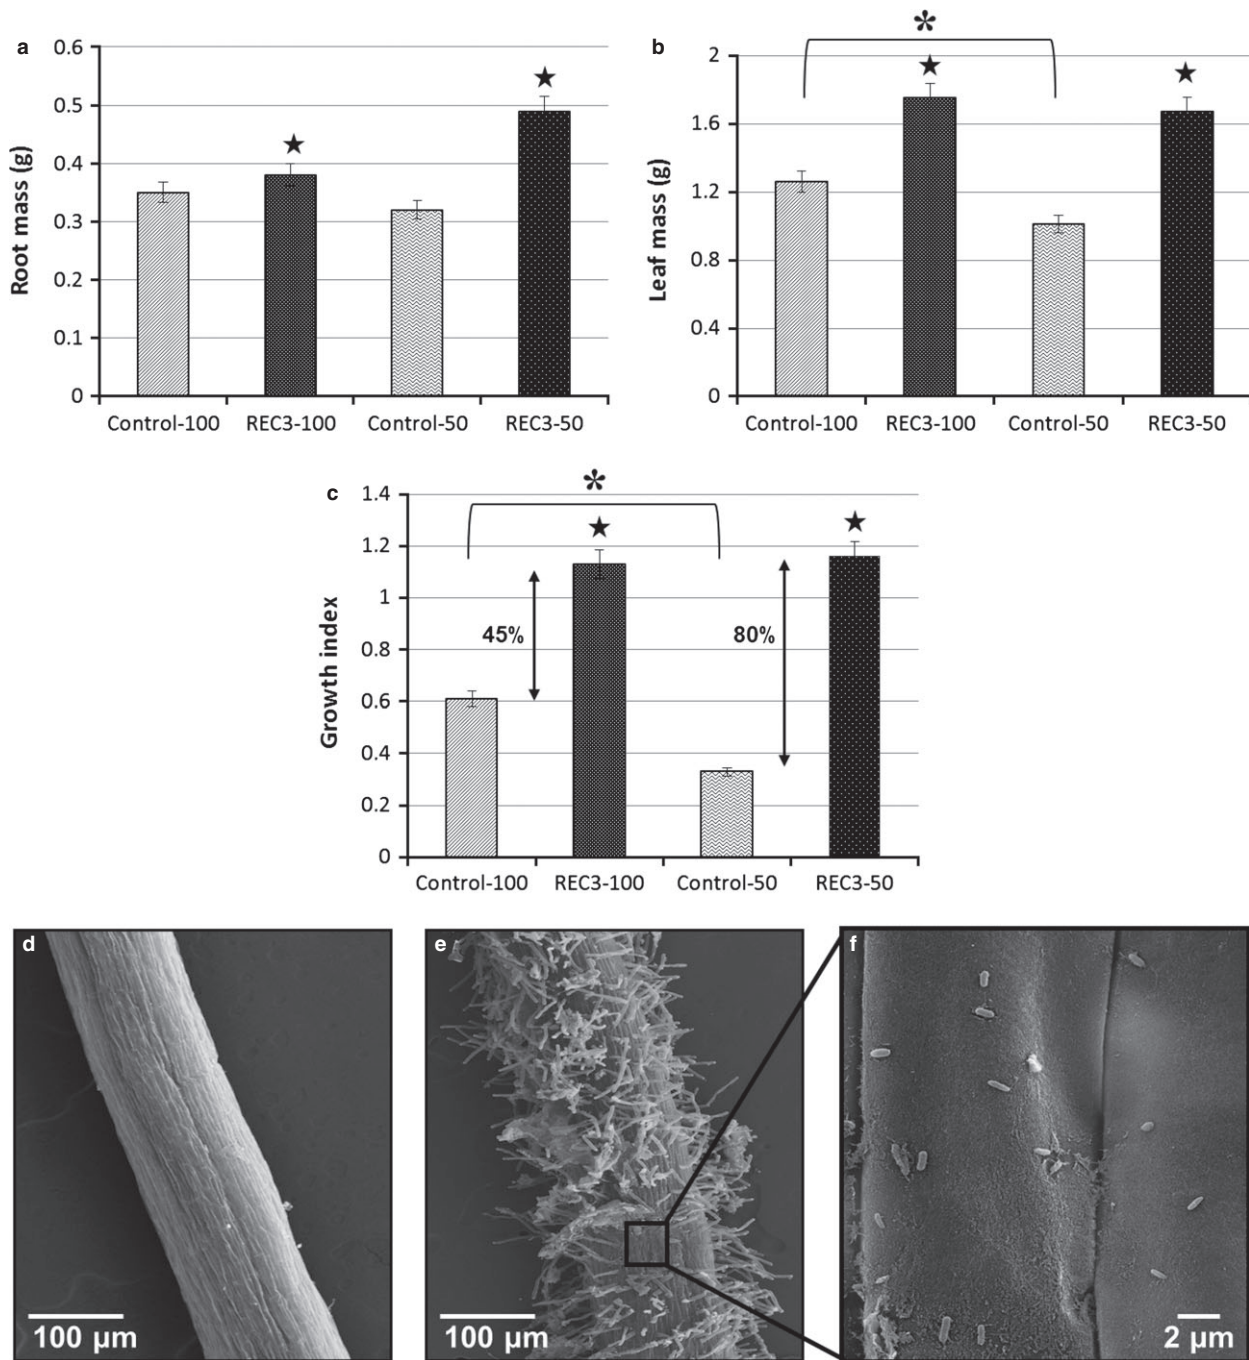 a
0.6
0.5
0.4
0.3
0.2
0.1
0
Root mass (g)
Control-100 REC3-100 Control-50 REC3-50
b
*
2
1.6
1.2
0.8
0.4
0
Leaf mass (g)
Control-100 REC3-100 Control-50 REC3-50
c
*
1.4
1.2
1
0.8
0.6
0.4
0.2
0
Growth index
45%
80%
Control-100 REC3-100 Control-50 REC3-50
d
100 µm
e
100 µm
f
2 µm